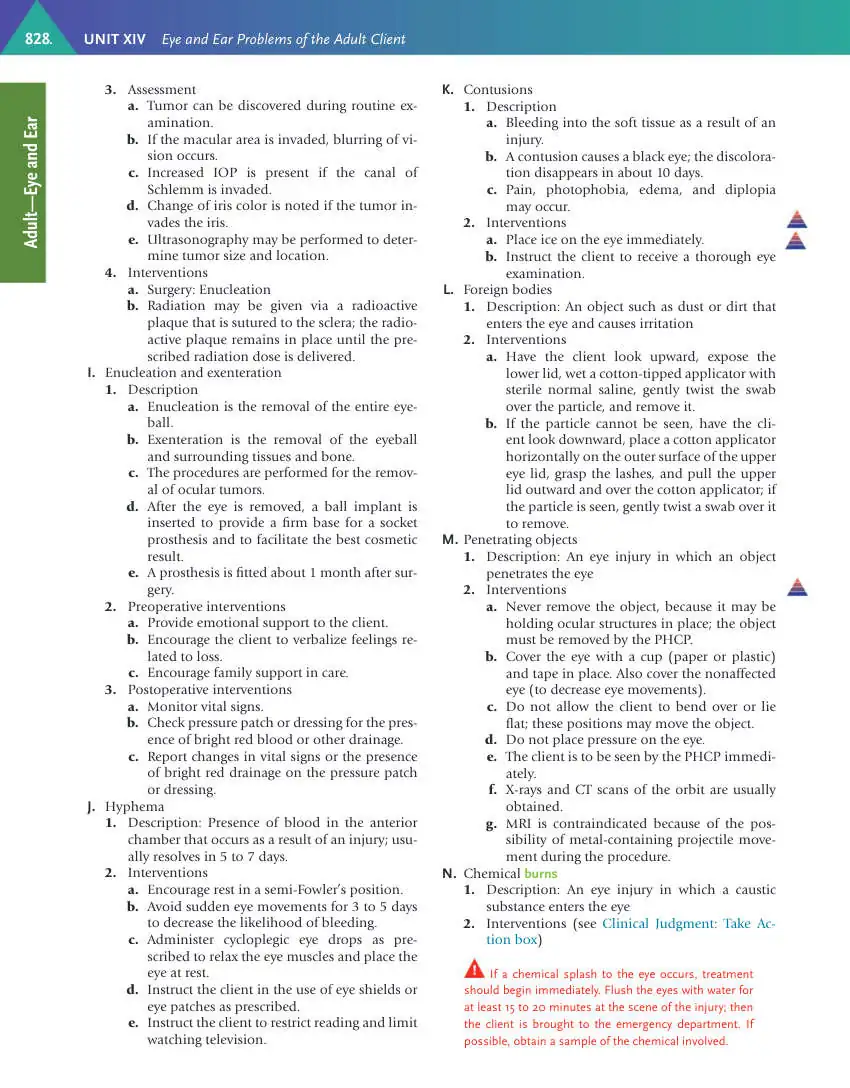 828.
UNIT XIV Eye and Ear Problems of the Adult Client
Adult—Eye and Ear
3. Assessment
a. Tumor can be discovered during routine ex-
amination.
b. If the macular area is invaded, blurring of vi-
sion occurs.
c. Increased IOP is present if the canal of
Schlemm is invaded.
d. Change of iris color is noted if the tumor in-
vades the iris.
e. Ultrasonography may be performed to deter-
mine tumor size and location.
4. Interventions
a. Surgery: Enucleation
b. Radiation may be given via a radioactive
plaque that is sutured to the sclera; the radio-
active plaque remains in place until the pre-
scribed radiation dose is delivered.
I. Enucleation and exenteration
1. Description
a. Enucleation is the removal of the entire eye-
ball.
b. Exenteration is the removal of the eyeball
and surrounding tissues and bone.
c. The procedures are performed for the remov-
al of ocular tumors.
d. After the eye is removed, a ball implant is
inserted to provide a firm base for a socket
prosthesis and to facilitate the best cosmetic
result.
e. A prosthesis is fitted about 1 month after sur-
gery.
2. Preoperative interventions
a. Provide emotional support to the client.
b. Encourage the client to verbalize feelings re-
lated to loss.
c. Encourage family support in care.
3. Postoperative interventions
a. Monitor vital signs.
b. Check pressure patch or dressing for the pres-
ence of bright red blood or other drainage.
c. Report changes in vital signs or the presence
of bright red drainage on the pressure patch
or dressing.
J. Hyphema
1. Description: Presence of blood in the anterior
chamber that occurs as a result of an injury; usu-
ally resolves in 5 to 7 days.
2. Interventions
a. Encourage rest in a semi-Fowler's position.
b. Avoid sudden eye movements for 3 to 5 days
to decrease the likelihood of bleeding.
c. Administer cycloplegic eye drops as pre-
scribed to relax the eye muscles and place the
eye at rest.
d. Instruct the client in the use of eye shields or
eye patches as prescribed.
e. Instruct the client to restrict reading and limit
watching television.
K. Contusions
1. Description
a. Bleeding into the soft tissue as a result of an
injury.
b. A contusion causes a black eye; the discolora-
tion disappears in about 10 days.
c. Pain, photophobia, edema, and diplopia
may occur.
2. Interventions
a. Place ice on the eye immediately.
b. Instruct the client to receive a thorough eye
examination.
L. Foreign bodies
1. Description: An object such as dust or dirt that
enters the eye and causes irritation
2. Interventions
a. Have the client look upward, expose the
lower lid, wet a cotton-tipped applicator with
sterile normal saline, gently twist the swab
over the particle, and remove it.
b. If the particle cannot be seen, have the cli-
ent look downward, place a cotton applicator
horizontally on the outer surface of the upper
eye lid, grasp the lashes, and pull the upper
lid outward and over the cotton applicator; if
the particle is seen, gently twist a swab over it
to remove.
M. Penetrating objects
1. Description: An eye injury in which an object
penetrates the eye
2. Interventions
a. Never remove the object, because it may be
holding ocular structures in place; the object
must be removed by the PHCP.
b. Cover the eye with a cup (paper or plastic)
and tape in place. Also cover the nonaffected
eye (to decrease eye movements).
c. Do not allow the client to bend over or lie
flat; these positions may move the object.
d. Do not place pressure on the eye.
e. The client is to be seen by the PHCP immedi-
ately.
f. X-rays and CT scans of the orbit are usually
obtained.
g. MRI is contraindicated because of the pos-
sibility of metal-containing projectile move-
ment during the procedure.
N. Chemical burns
1. Description: An eye injury in which a caustic
substance enters the eye
2. Interventions (see Clinical Judgment: Take Ac-
tion box)
If a chemical splash to the eye occurs, treatment
should begin immediately. Flush the eyes with water for
at least 15 to 20 minutes at the scene of the injury; then
the client is brought to the emergency department. If
possible, obtain a sample of the chemical involved.